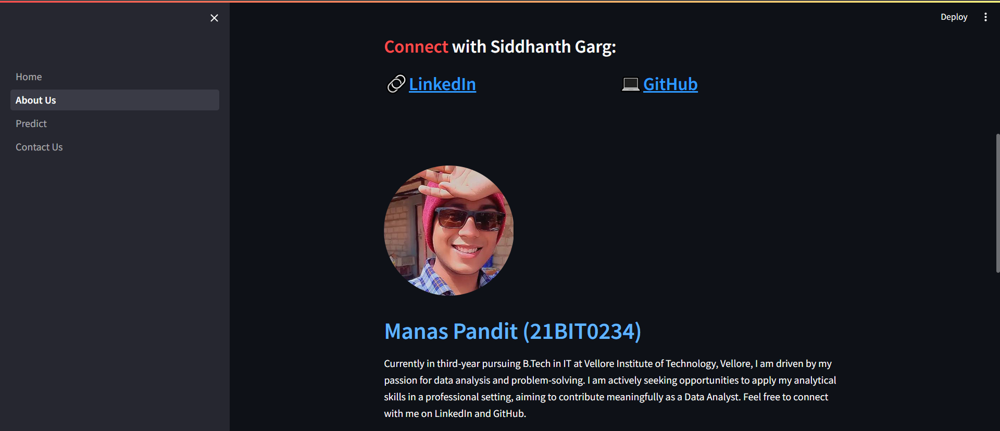 Deploy
Home
About Us
Predict
Contact Us
Connect with Siddhanth Garg:
LinkedIn
GitHub
Manas Pandit (21BIT0234)
Currently in third-year pursuing B.Tech in IT at Vellore Institute of Technology, Vellore, I am driven by my
passion for data analysis and problem-solving. I am actively seeking opportunities to apply my analytical
skills in a professional setting, aiming to contribute meaningfully as a Data Analyst. Feel free to connect
with me on LinkedIn and GitHub.